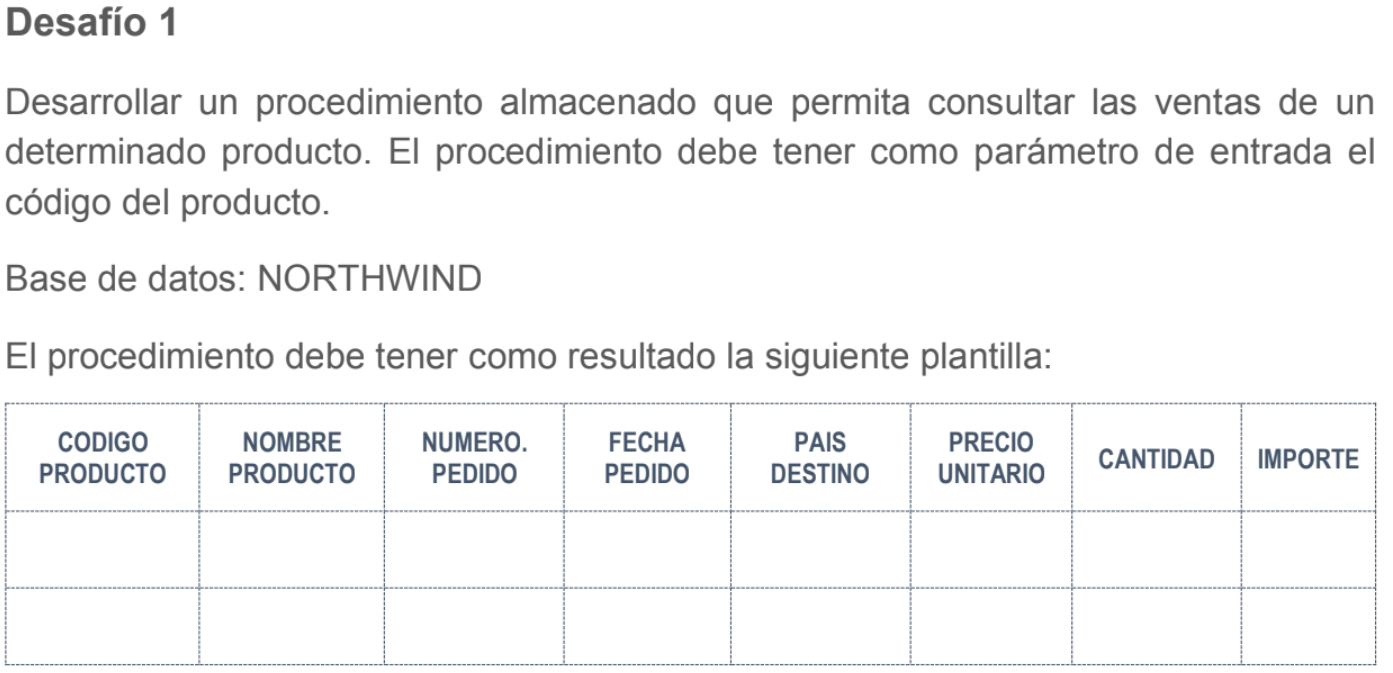 Desafío 1
Desarrollar un procedimiento almacenado que permita consultar las ventas de un
determinado producto. El procedimiento debe tener como parámetro de entrada el
código del producto.
Base de datos: NORTHWIND
El procedimiento debe tener como resultado la siguiente plantilla:
CODIGO PRODUCTO
NOMBRE PRODUCTO
NUMERO. PEDIDO
FECHA PEDIDO
PAIS DESTINO
PRECIO UNITARIO
CANTIDAD
IMPORTE